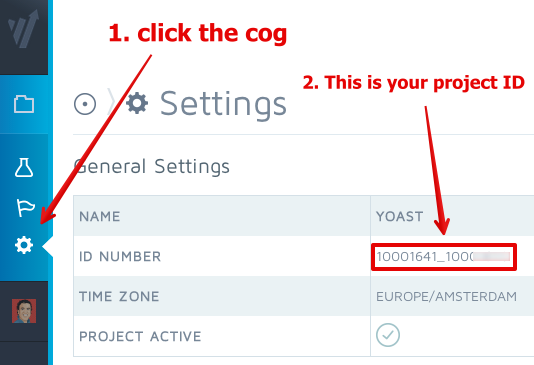 1. click the cog
2. This is your project ID
Settings
General Settings
NAME YOAST
ID NUMBER 10001641_1000
TIME ZONE EUROPE/AMSTERDAM
PROJECT ACTIVE